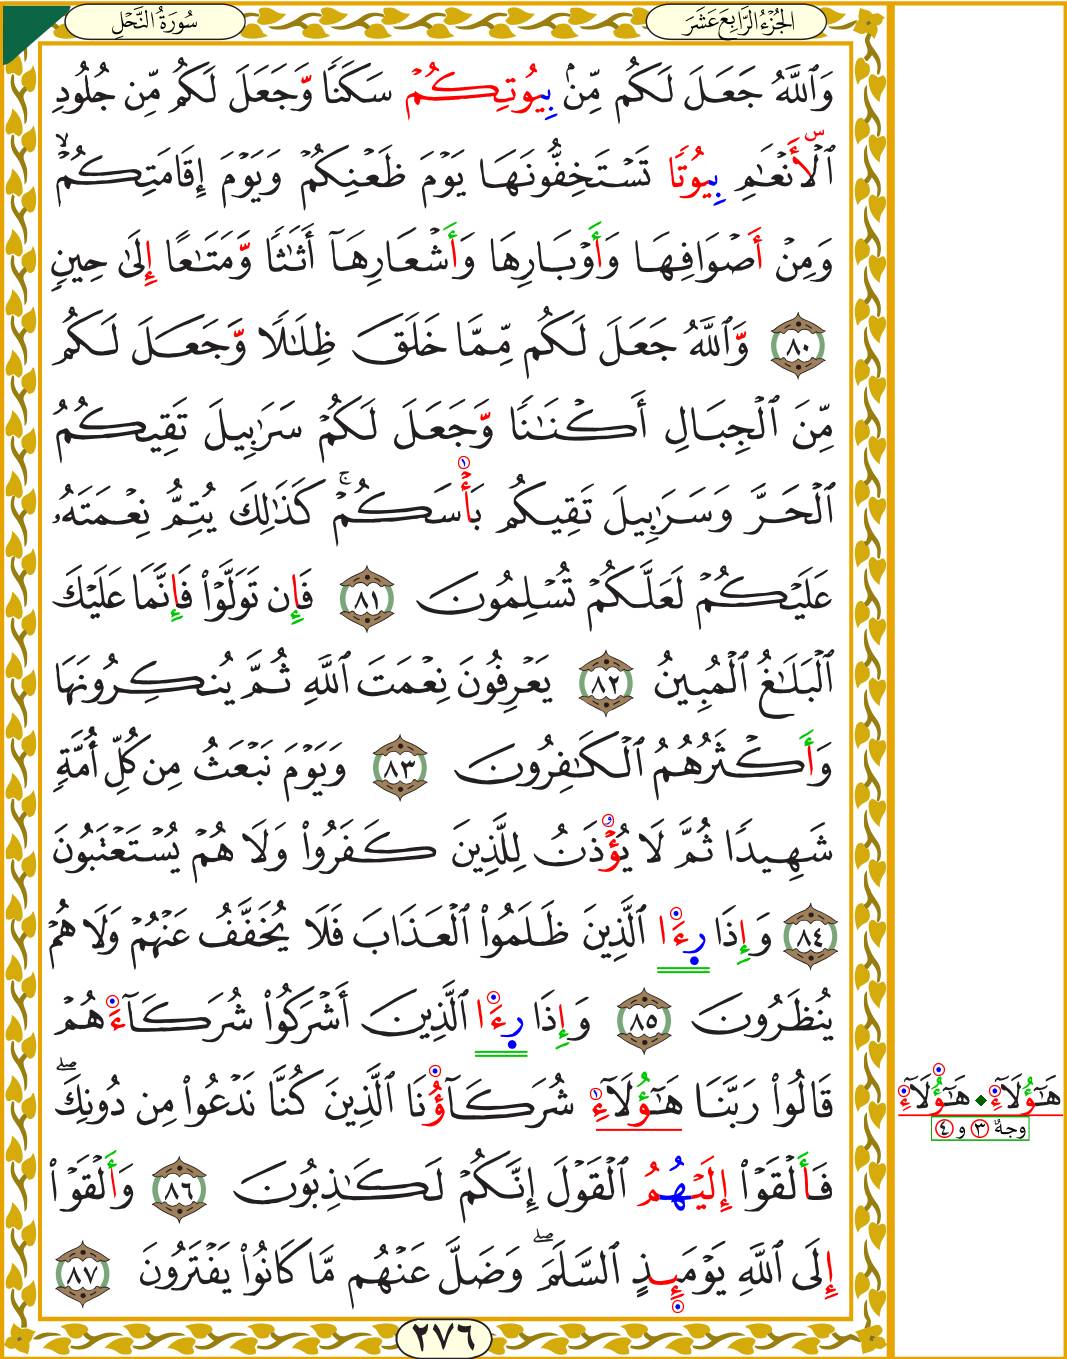 الجُزْءُ الرَّابِعَ عَشَرَ
سُورَةُ النَّحْلِ
وَٱللَّهُ جَعَلَ لَكُم مِّنۢ بِيُوتِكُمۡ سَكَنٗا وَّجَعَلَ لَكُم مِّن جُلُودِ
ٱلۡأَنۡعَٰمِ بِيُوتٗا تَسۡتَخِفُّونَهَا يَوۡمَ ظَعۡنِكُمۡ وَيَوۡمَ إِقَامَتِكُمۡۙ
وَمِنۡ أَصۡوَافِهَا وَأَوۡبَارِهَا وَأَشۡعَارِهَآ أَثَٰثٗا وَّمَتَٰعًا إِلَىٰ حِينٖ
٨٠ وَّٱللَّهُ جَعَلَ لَكُم مِّمَّا خَلَقَ ظِلَٰلٗا وَّجَعَلَ لَكُم
مِّنَ ٱلۡجِبَالِ أَكۡنَٰنٗا وَّجَعَلَ لَكُمۡ سَرَٰبِيلَ تَقِيكُمُ
ٱلۡحَرَّ وَسَرَٰبِيلَ تَقِيكُم بَأۡسَكُمۡۚ كَذَٰلِكَ يُتِمُّ نِعۡمَتَهُۥ
عَلَيۡكُمۡ لَعَلَّكُمۡ تُسۡلِمُونَ ٨١ فَإِن تَوَلَّوۡاْ فَإِنَّمَا عَلَيۡكَ
ٱلۡبَلَٰغُ ٱلۡمُبِينُ ٨٢ يَعۡرِفُونَ نِعۡمَتَ ٱللَّهِ ثُمَّ يُنكِرُونَهَا
وَأَكۡثَرُهُمُ ٱلۡكَٰفِرُونَ ٨٣ وَيَوۡمَ نَبۡعَثُ مِن كُلِّ أُمَّةٖ
شَهِيدٗا ثُمَّ لَا يُؤۡذَنُ لِلَّذِينَ كَفَرُواْ وَلَا هُمۡ يُسۡتَعۡتَبُونَ
٨٤ وَإِذَا رِءَا ٱلَّذِينَ ظَلَمُواْ ٱلۡعَذَابَ فَلَا يُخَفَّفُ عَنۡهُمۡ وَلَا هُمۡ
يُنظَرُونَ ٨٥ وَإِذَا رِءَا ٱلَّذِينَ أَشۡرَكُواْ شُرَكَآءَهُمۡ
قَالُواْ رَبَّنَا هَٰٓؤُلَآءِ شُرَكَآؤُنَا ٱلَّذِينَ كُنَّا نَدۡعُواْ مِن دُونِكَۖ
فَأَلۡقَوۡاْ إِلَيۡهُمُ ٱلۡقَوۡلَ إِنَّكُمۡ لَكَٰذِبُونَ ٨٦ وَأَلۡقَوۡاْ
إِلَى ٱللَّهِ يَوۡمَئِذٍ ٱلسَّلَمَۖ وَضَلَّ عَنۡهُم مَّا كَانُواْ يَفۡتَرُونَ ٨٧
٢٧٦
هَٰٓؤُلَآءِ ◆ هَٰٓؤُلَآءِ
وجهٌ ٣ و ٤